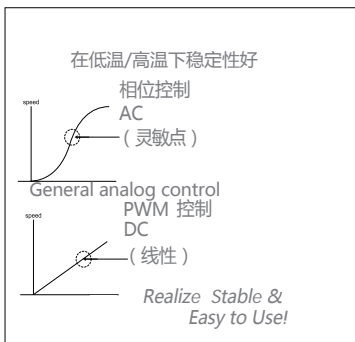 在低温/高温下稳定性好
相位控制
speed
AC
（灵敏点）
General analog control
PWM 控制
speed
DC
（线性）
Realize Stable &
Easy to Use!